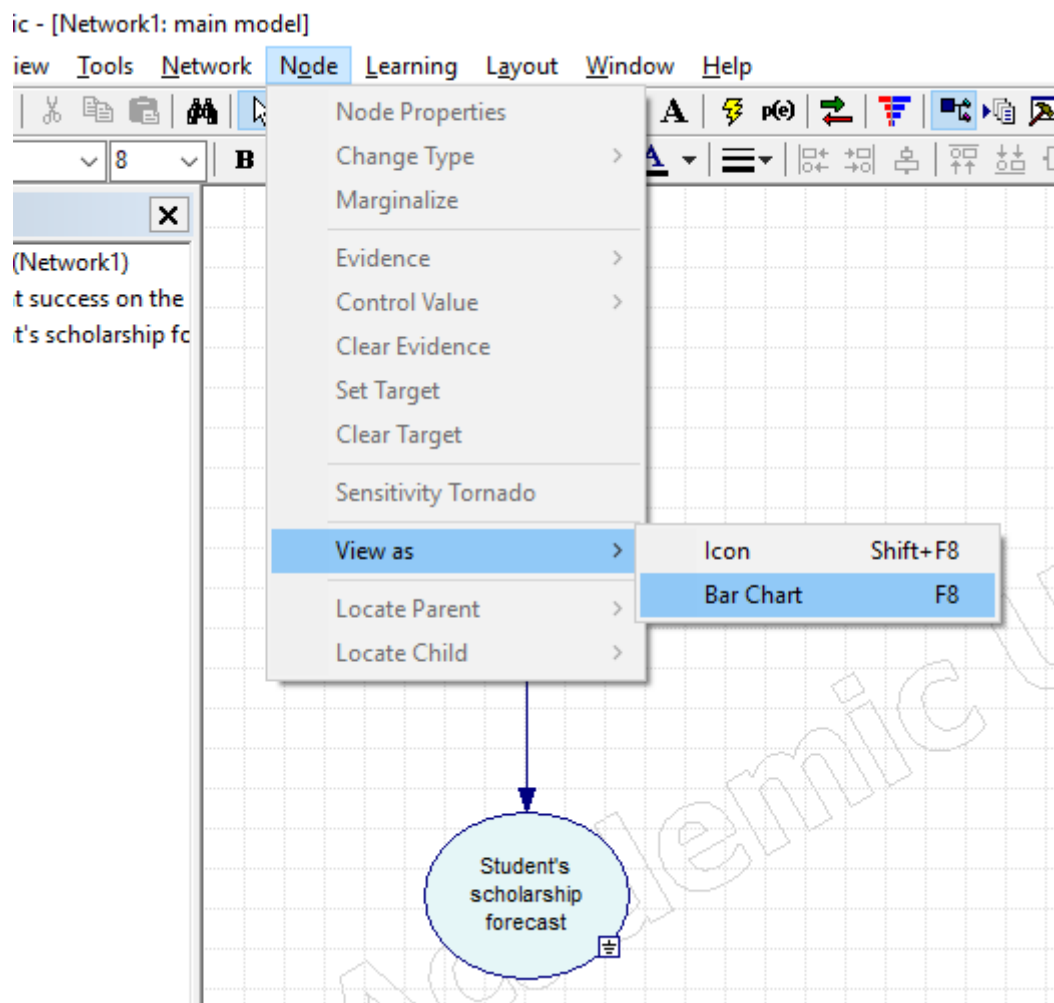 ic - [Network1: main model]
iew Tools Network Node Learning Layout Window Help
A p(e)
8 B A
Node Properties
Change Type
Marginalize
Evidence
Control Value
Clear Evidence
Set Target
Clear Target
Sensitivity Tornado
View as
Locate Parent
Locate Child
Icon Shift+F8
Bar Chart F8
(Network1)
t success on the
t's scholarship fo
Student's
scholarship
forecast
Academic U